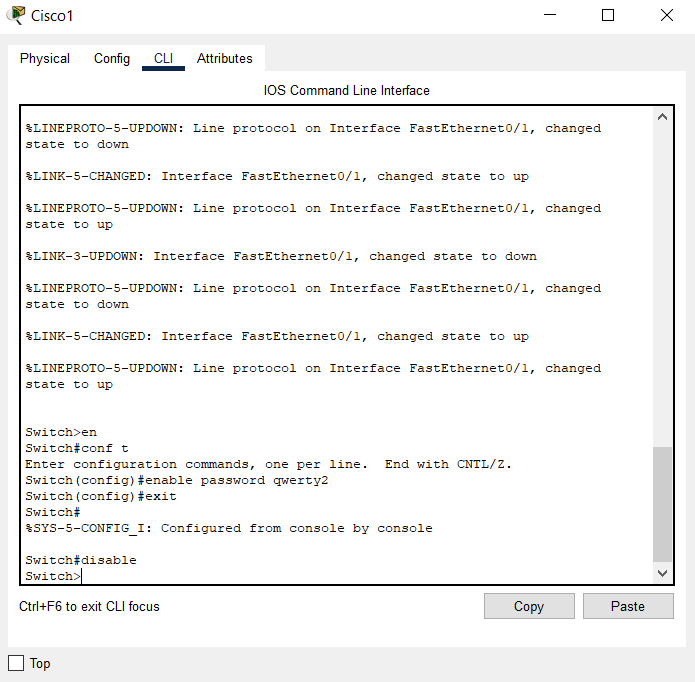 Cisco1
Physical Config CLI Attributes
IOS Command Line Interface
%LINEPROTO-5-UPDOWN: Line protocol on Interface FastEthernet0/1, changed
state to down
%LINK-5-CHANGED: Interface FastEthernet0/1, changed state to up
%LINEPROTO-5-UPDOWN: Line protocol on Interface FastEthernet0/1, changed
state to up
%LINK-3-UPDOWN: Interface FastEthernet0/1, changed state to down
%LINEPROTO-5-UPDOWN: Line protocol on Interface FastEthernet0/1, changed
state to down
%LINK-5-CHANGED: Interface FastEthernet0/1, changed state to up
%LINEPROTO-5-UPDOWN: Line protocol on Interface FastEthernet0/1, changed
state to up
Switch>en
Switch#conf t
Enter configuration commands, one per line.  End with CNTL/Z.
Switch(config)#enable password qwerty2
Switch(config)#exit
Switch#
%SYS-5-CONFIG_I: Configured from console by console
Switch#disable
Switch>
Ctrl+F6 to exit CLI focus
Copy Paste
Top